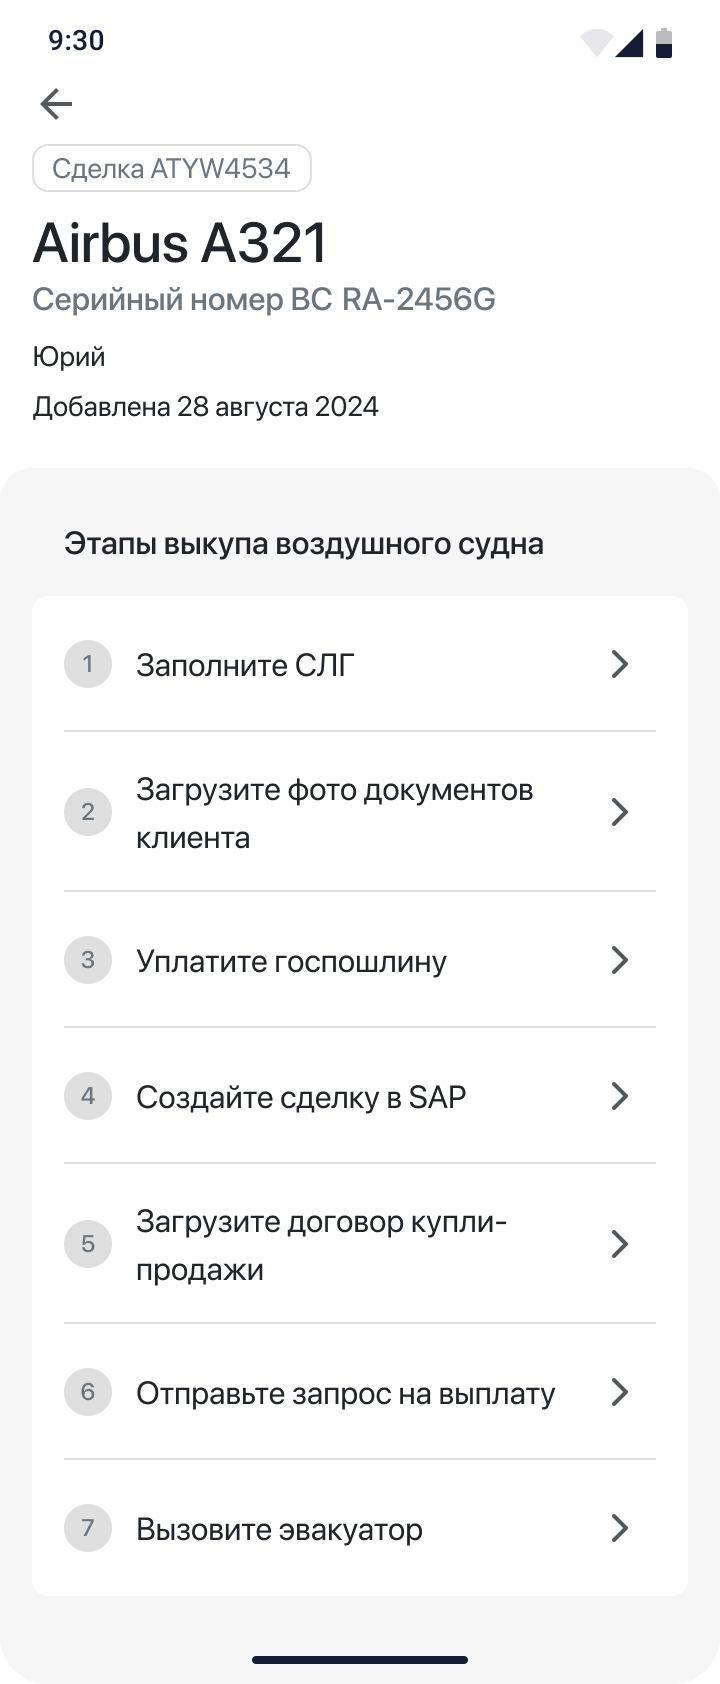 9:30
Сделка ATYW4534
Airbus A321
Серийный номер ВС RA-2456G
Юрий
Добавлена 28 августа 2024
Этапы выкупа воздушного судна
1 Заполните СЛГ
2 Загрузите фото документов
клиента
3 Уплатите госпошлину
4 Создайте сделку в SAP
5 Загрузите договор купли-
продажи
6 Отправьте запрос на выплату
7 Вызовите эвакуатор